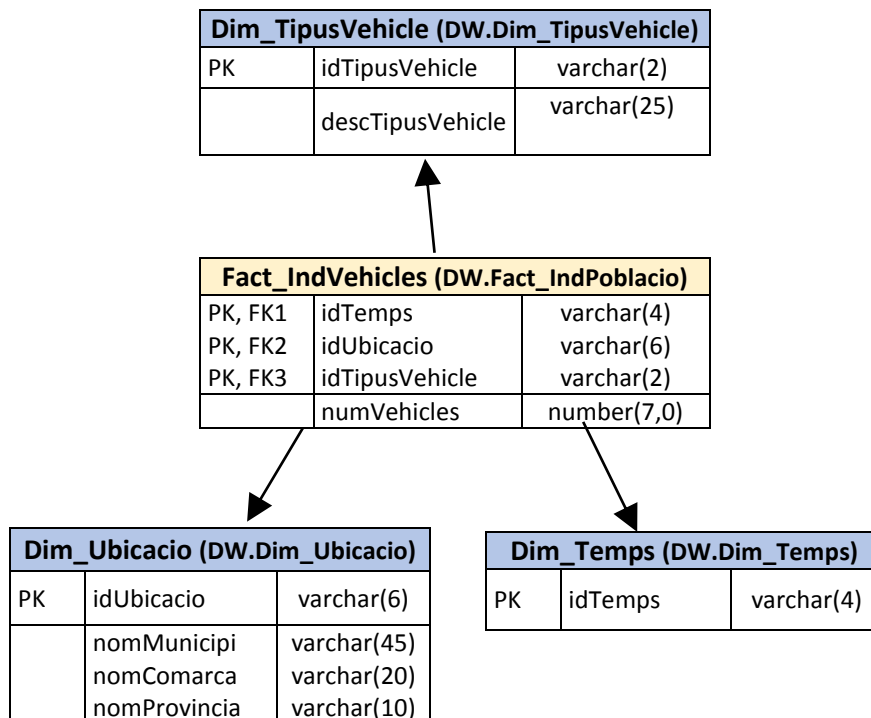 Dim_TipusVehicle (DW.Dim_TipusVehicle)
PK idTipusVehicle varchar(2)
descTipusVehicle varchar(25)
Fact_IndVehicles (DW.Fact_IndPoblacio)
PK, FK1 idTemps varchar(4)
PK, FK2 idUbicacio varchar(6)
PK, FK3 idTipusVehicle varchar(2)
numVehicles number(7,0)
Dim_Ubicacio (DW.Dim_Ubicacio)
PK idUbicacio varchar(6)
nomMunicipi varchar(45)
nomComarca varchar(20)
nomProvincia varchar(10)
Dim_Temps (DW.Dim_Temps)
PK idTemps varchar(4)